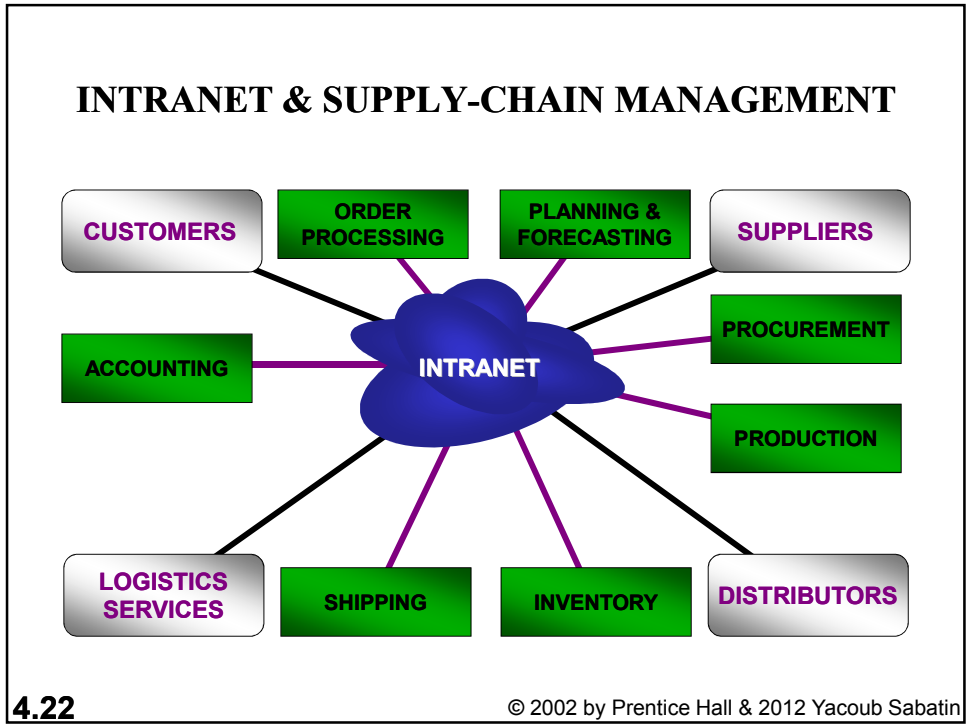 INTRANET & SUPPLY-CHAIN MANAGEMENT
CUSTOMERS
ORDER
PROCESSING
PLANNING &
FORECASTING
SUPPLIERS
PROCUREMENT
ACCOUNTING
INTRANET
PRODUCTION
LOGISTICS
SERVICES
SHIPPING
INVENTORY
DISTRIBUTORS
4.22
© 2002 by Prentice Hall & 2012 Yacoub Sabatin